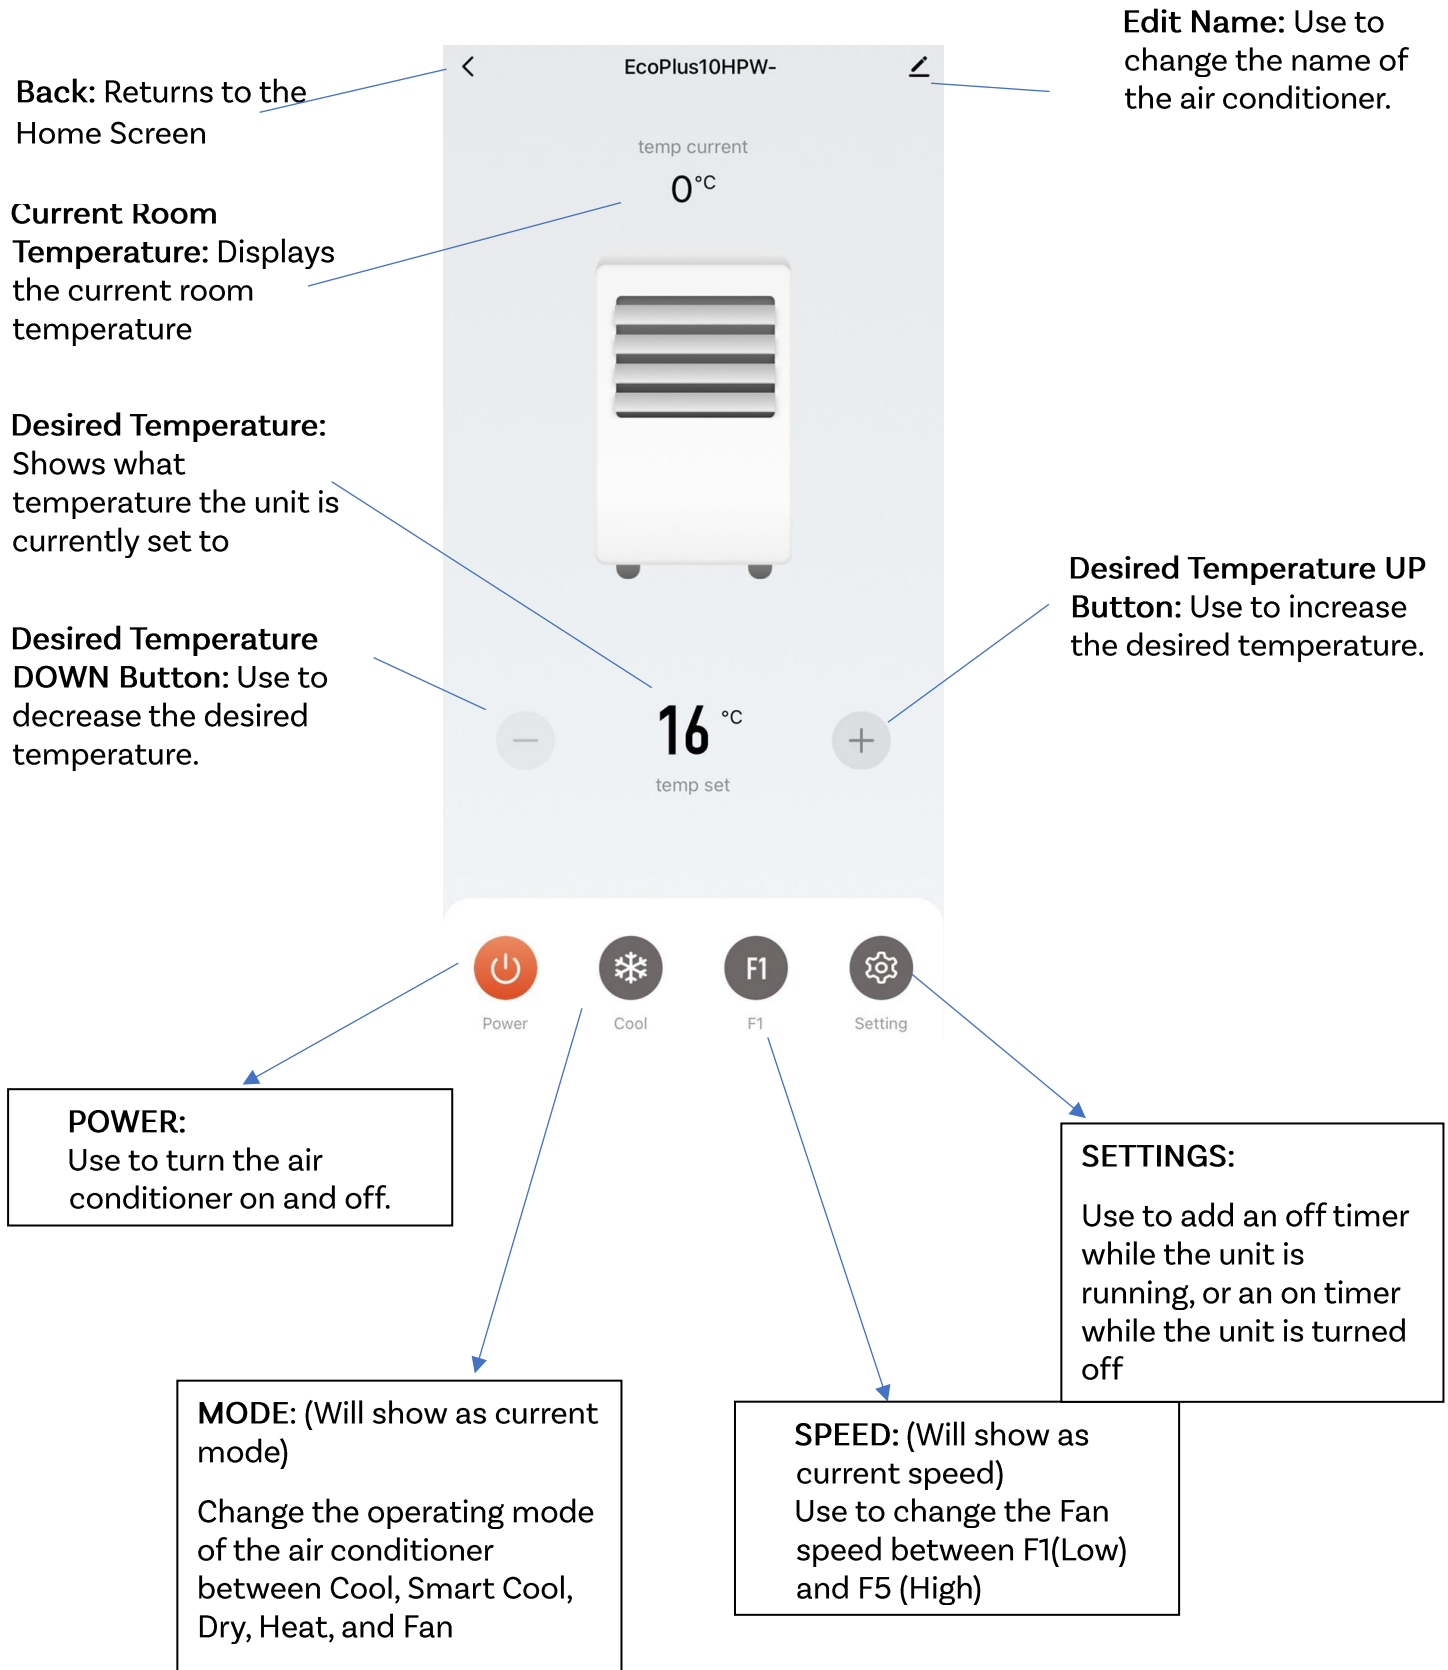 Edit Name: Use to
change the name of
the air conditioner.
EcoPlus10HPW-
Back: Returns to the
Home Screen
temp current
0°C
Current Room
Temperature: Displays
the current room
temperature
Desired Temperature:
Shows what
temperature the unit is
currently set to
Desired Temperature UP
Button: Use to increase
the desired temperature.
Desired Temperature
DOWN Button: Use to
decrease the desired
temperature.
16 °C
temp set
F1
Power
Cool
F1
Setting
POWER:
Use to turn the air
conditioner on and off.
SETTINGS:
Use to add an off timer
while the unit is
running, or an on timer
while the unit is turned
off
MODE: (Will show as current
mode)
Change the operating mode
of the air conditioner
between Cool, Smart Cool,
Dry, Heat, and Fan
SPEED: (Will show as
current speed)
Use to change the Fan
speed between F1(Low)
and F5 (High)